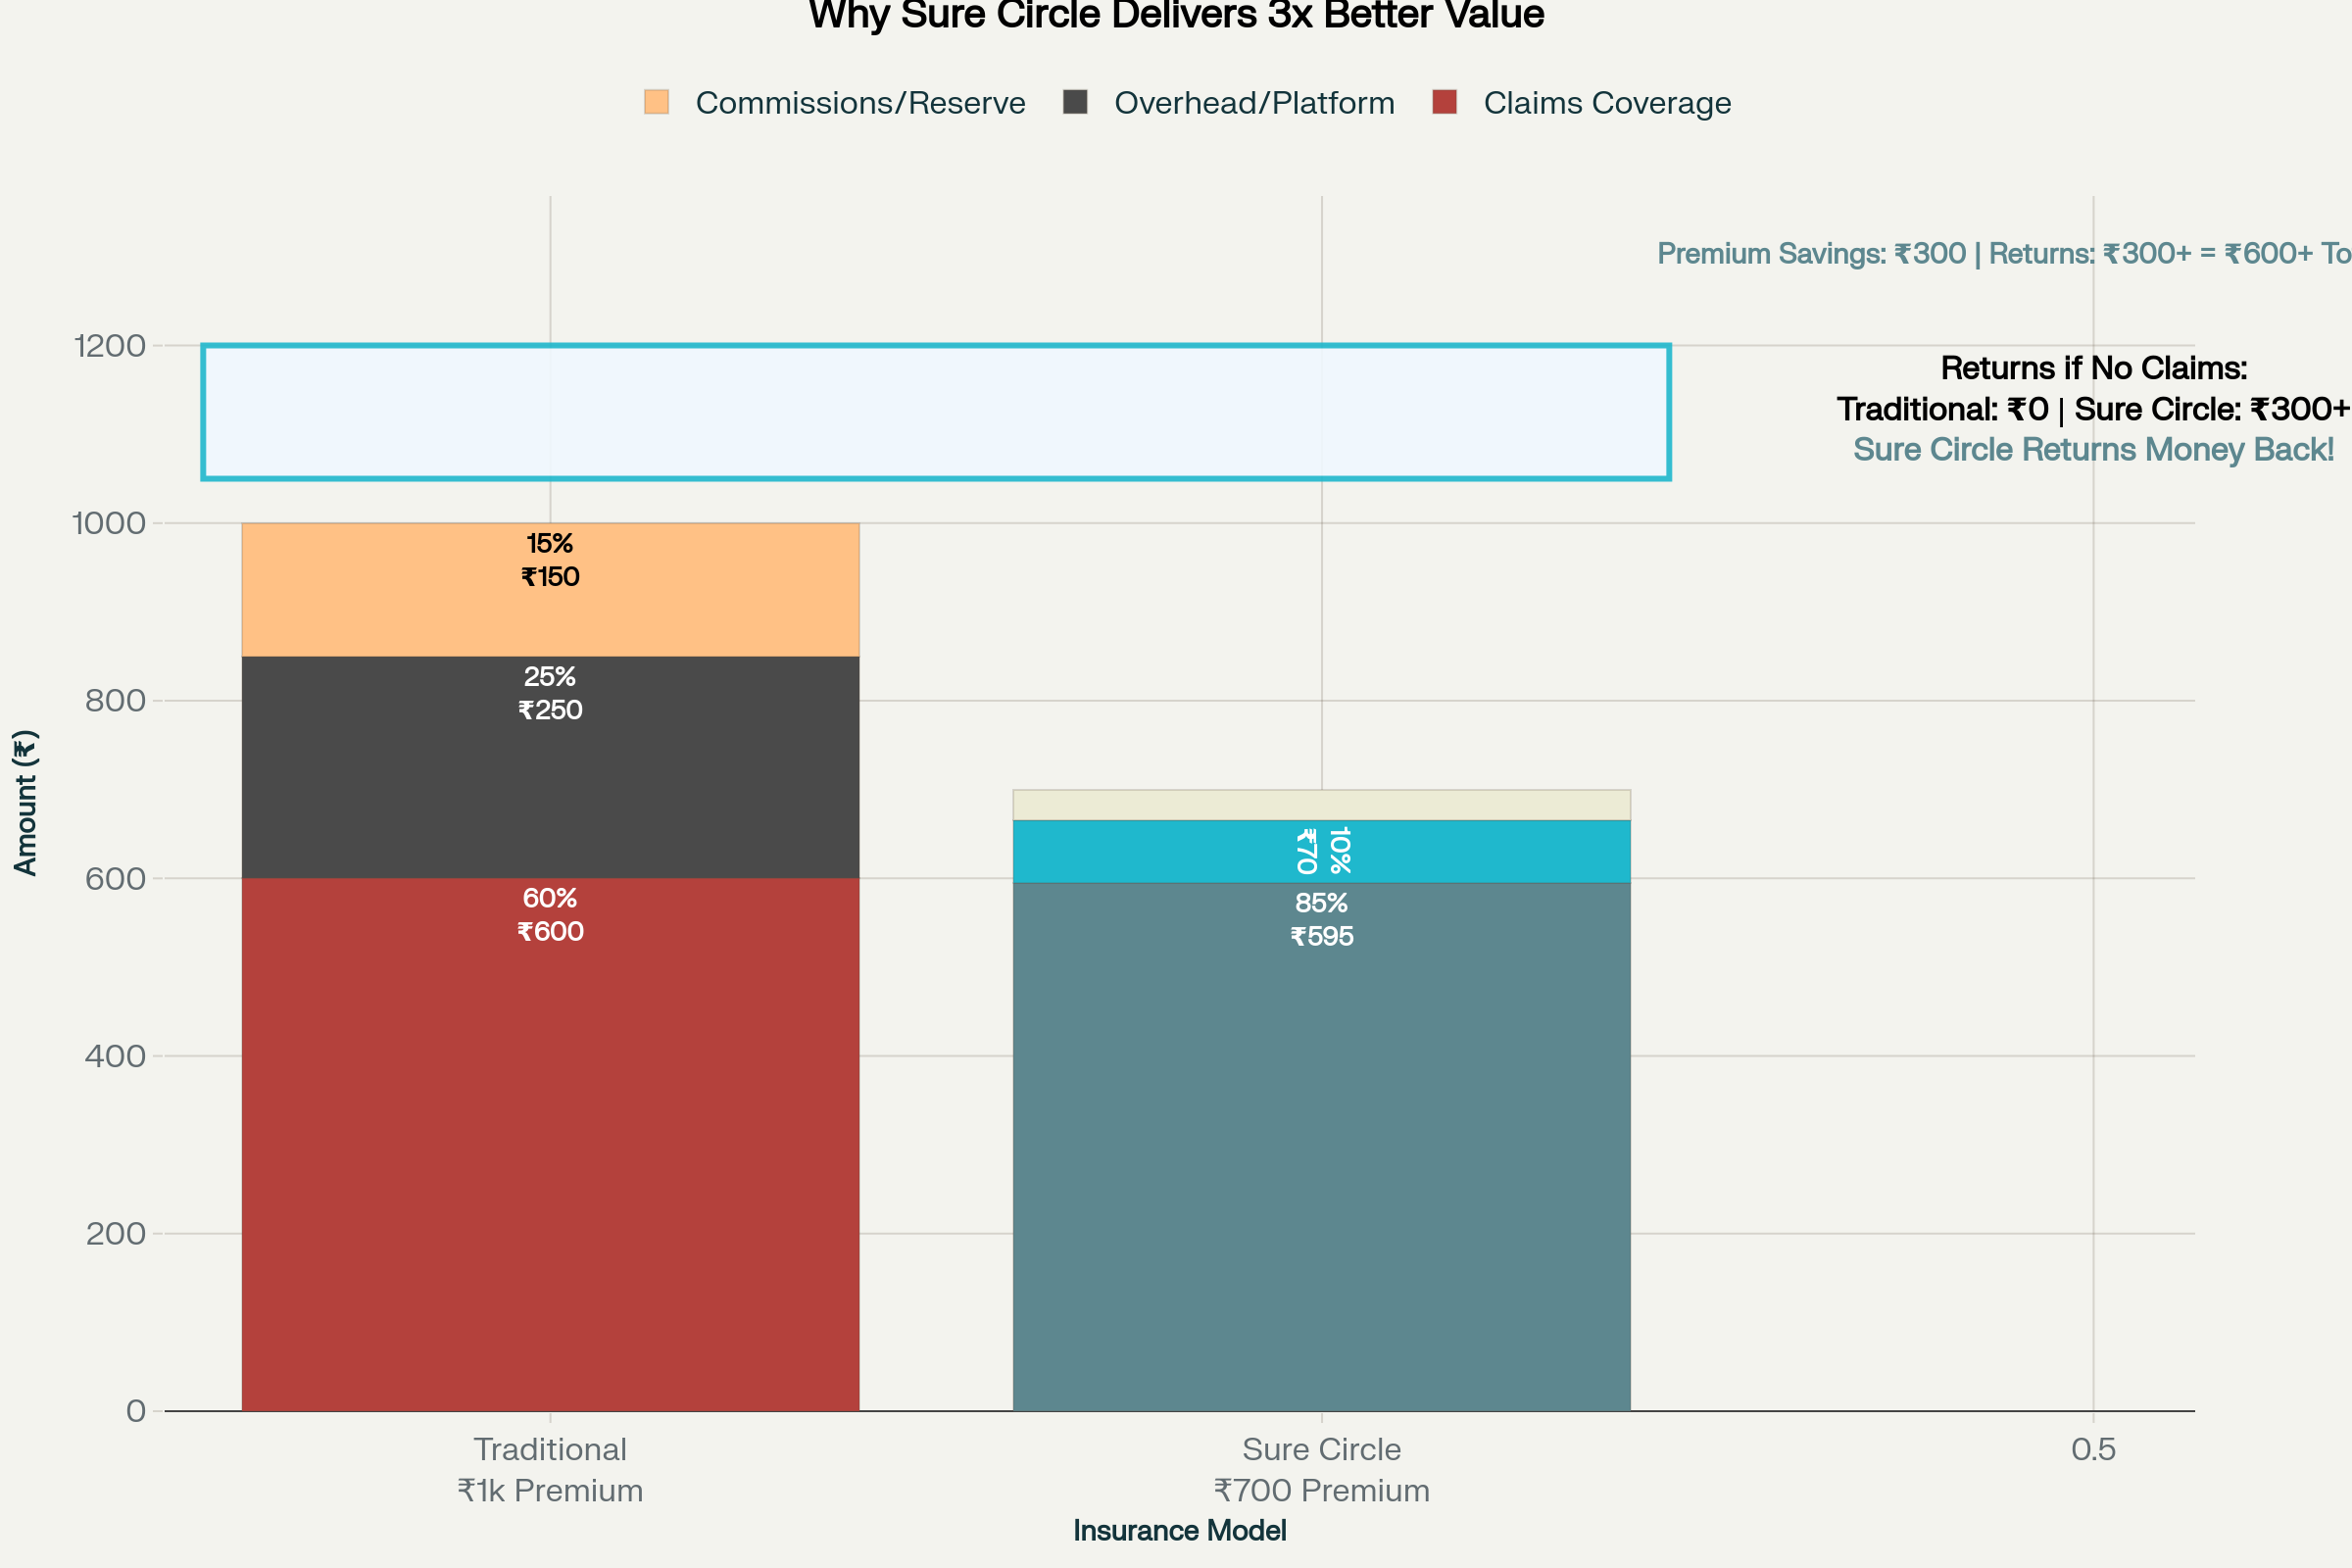 Why Sure Circle Delivers 3x Better Value
Commissions/Reserve
Overhead/Platform
Claims Coverage
Premium Savings: ₹300 | Returns: ₹300+ = ₹600+ To
1200
Returns if No Claims:
Traditional: ₹0 | Sure Circle: ₹300+
Sure Circle Returns Money Back!
1000
15%
₹150
25%
₹250
800
10%
₹70
600
60%
₹600
85%
₹595
Amount (₹)
400
200
0
Traditional
₹1k Premium
Sure Circle
₹700 Premium
0.5
Insurance Model